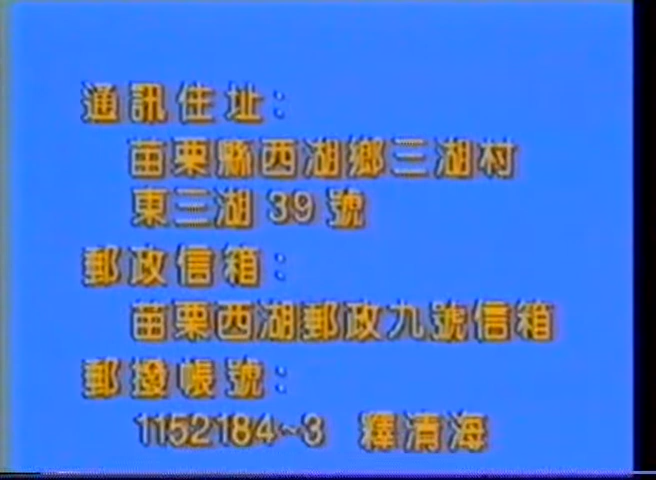 通訊住址：
苗栗縣西湖鄉三湖村
東三湖 39 號
郵政信箱：
苗栗西湖郵政九號信箱
郵撥帳號：
1152184~3 釋清海